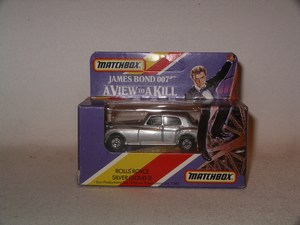 MATCHBOX
JAMES BOND 007
A VIEW TO A KILL
ROLLS ROYCE
SILVER CLOUD II
MATCHBOX